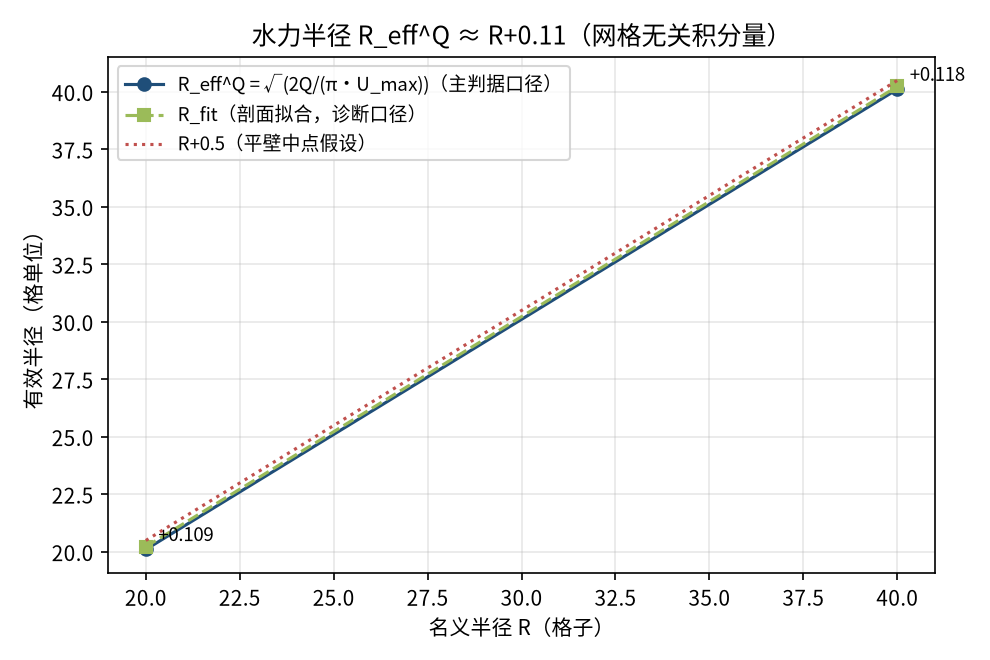 水力半径 R_eff^Q ≈ R+0.11（网格无关积分量）
R_eff^Q = √(2Q/(π·U_max))（主判据口径）
R_fit（剖面拟合，诊断口径）
R+0.5（平壁中点假设）
+0.118
+0.109
有效半径（格单位）
40.0
37.5
35.0
32.5
30.0
27.5
25.0
22.5
20.0
20.0 22.5 25.0 27.5 30.0 32.5 35.0 37.5 40.0
名义半径 R（格子）